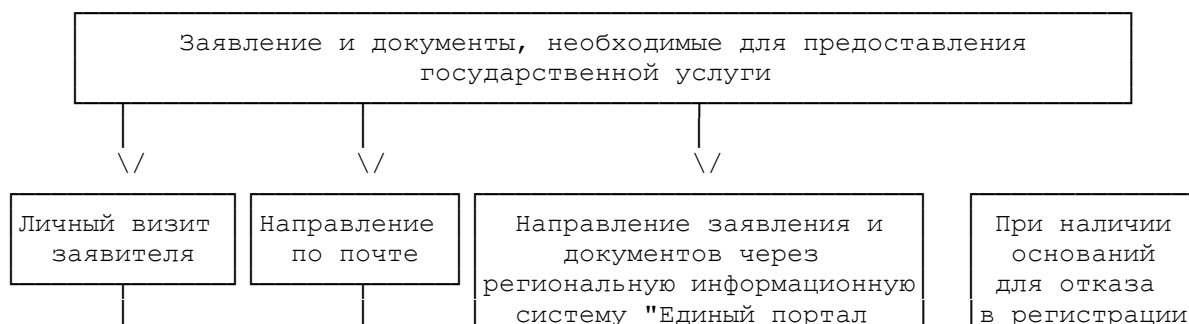 Заявление и документы, необходимые для предоставления
государственной услуги
Личный визит
заявителя
Направление
по почте
Направление заявления и
документов через
региональную информационную
систему "Единый портал
При наличии
оснований
для отказа
в регистрации